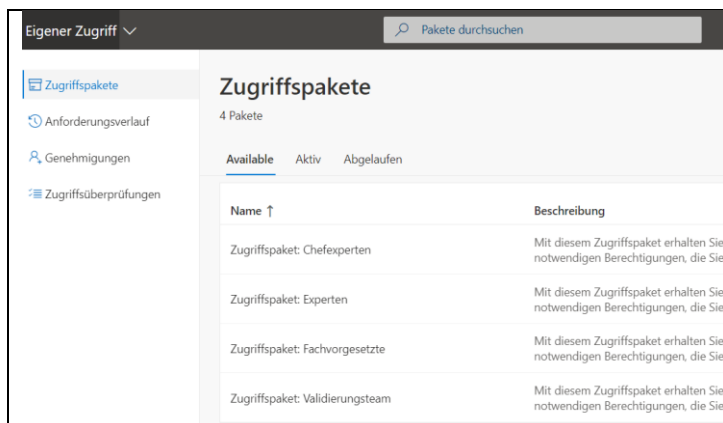 Eigener Zugriff
Pakete durchsuchen
Zugriffspakete
Anforderungsverlauf
Genehmigungen
Zugriffsüberprüfungen
Zugriffspakete
4 Pakete
Available Aktiv Abgelaufen
Name ↑ Beschreibung
Zugriffspaket: Chefexperten
Mit diesem Zugriffspaket erhalten Sie
notwendigen Berechtigungen, die Sie
Zugriffspaket: Experten
Mit diesem Zugriffspaket erhalten Sie
notwendigen Berechtigungen, die Sie
Zugriffspaket: Fachvorgesetzte
Mit diesem Zugriffspaket erhalten Sie
notwendigen Berechtigungen, die Sie
Zugriffspaket: Validierungsteam
Mit diesem Zugriffspaket erhalten Sie
notwendigen Berechtigungen, die Sie